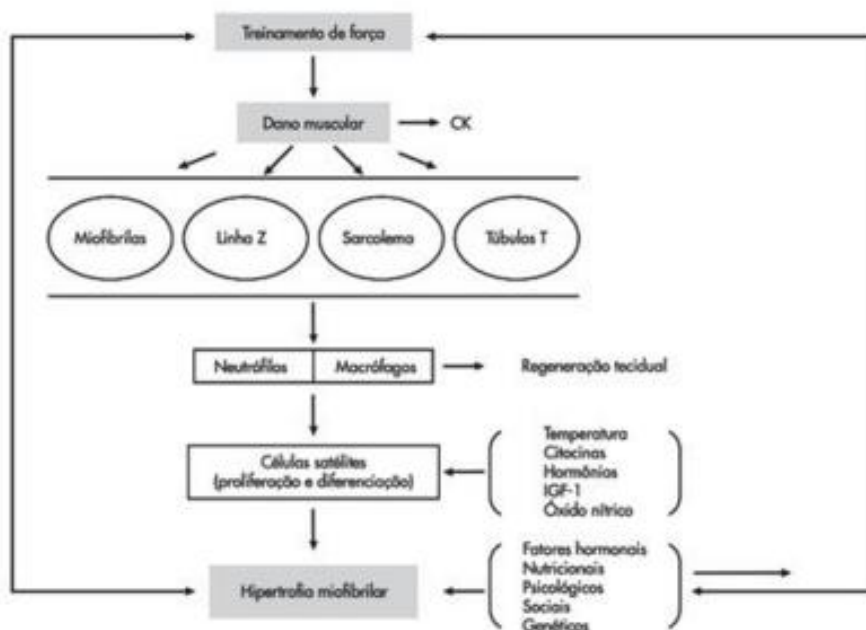 Treinamento de força
Dano muscular
CK
Miofibrilas
Linha Z
Sarcolema
Túbulos T
Neutrófilos
Macrófagos
Regeneração tecidual
Células satélites
(proliferação e diferenciação)
Temperatura
Citocinas
Hormônios
IGF-1
Óxido nítrico
Hipertrofia miofibrilar
Fatores hormonais
Nutricionais
Psicológicos
Sociais
Genéticos